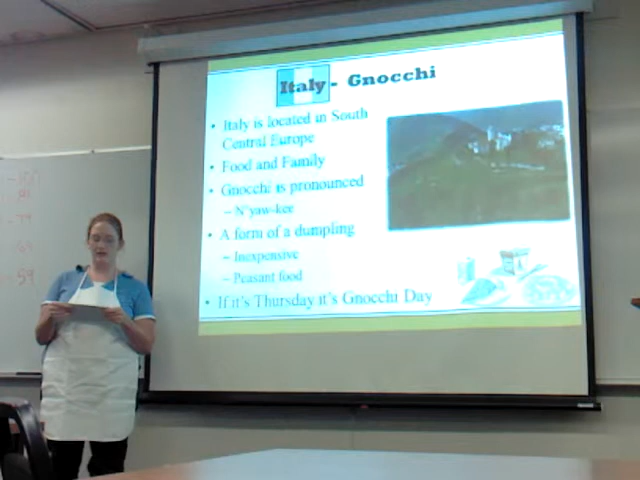 Italy - Gnocchi
• Italy is located in South
Central Europe
• Food and Family
• Gnocchi is pronounced
– N'yaw-kee
• A form of a dumpling
– Inexpensive
– Peasant food
• If it's Thursday it's Gnocchi Day